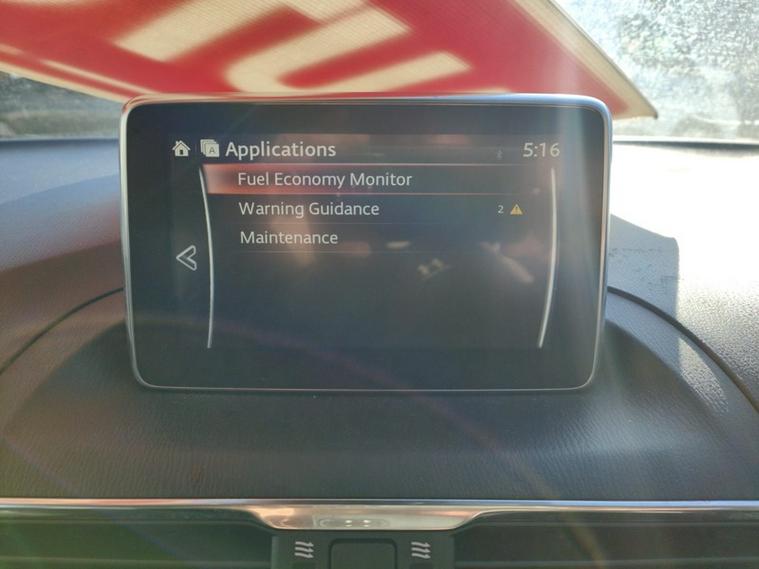 Applications 5:16
Fuel Economy Monitor
Warning Guidance 2
Maintenance